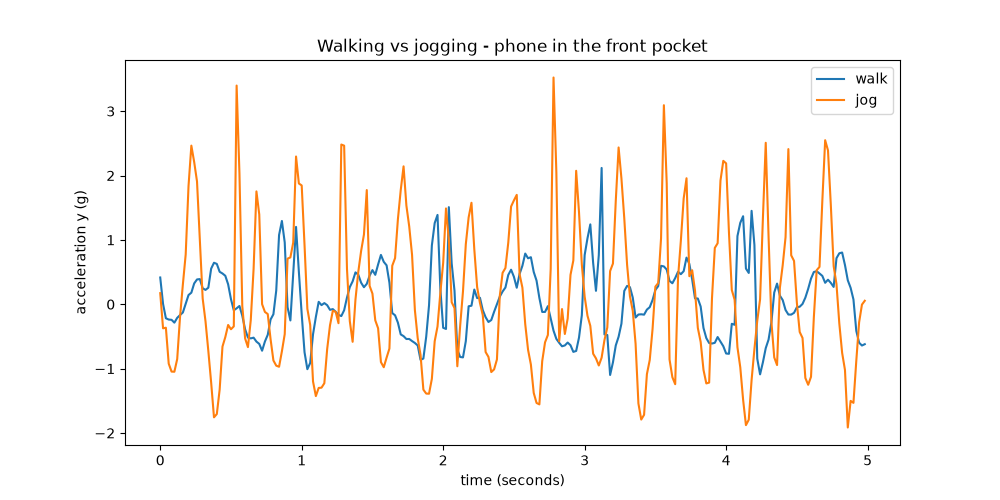 Walking vs jogging - phone in the front pocket
walk
jog
acceleration y (g)
3
2
1
0
−1
−2
0 1 2 3 4 5
time (seconds)